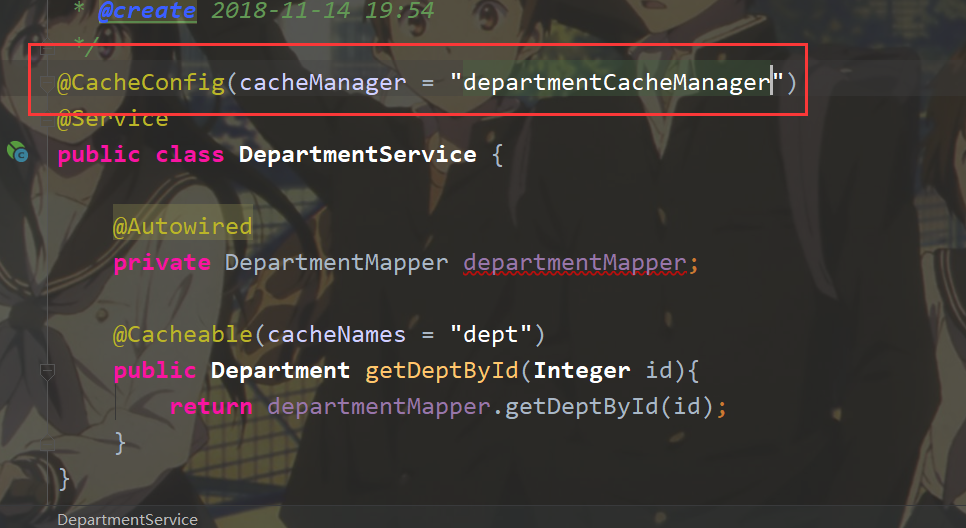 * @create 2018-11-14 19:54
*/
@CacheConfig(cacheManager = "departmentCacheManager")
@Service
public class DepartmentService {
@Autowired
private DepartmentMapper departmentMapper;
@Cacheable(cacheNames = "dept")
public Department getDeptById(Integer id){
return departmentMapper.getDeptById(id);
}
}
DepartmentService